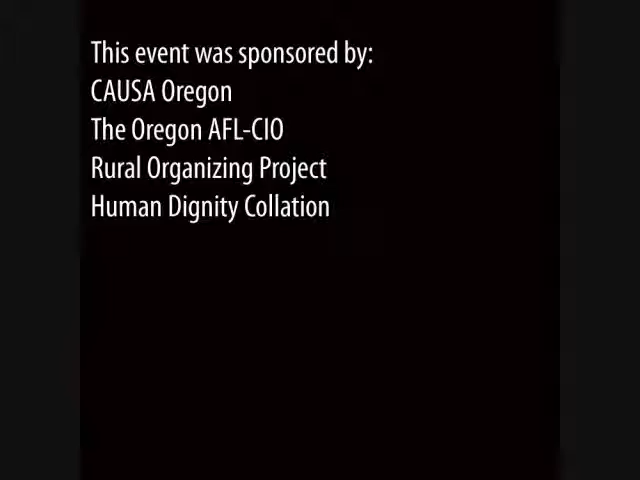 This event was sponsored by:
CAUSA Oregon
The Oregon AFL-CIO
Rural Organizing Project
Human Dignity Collation